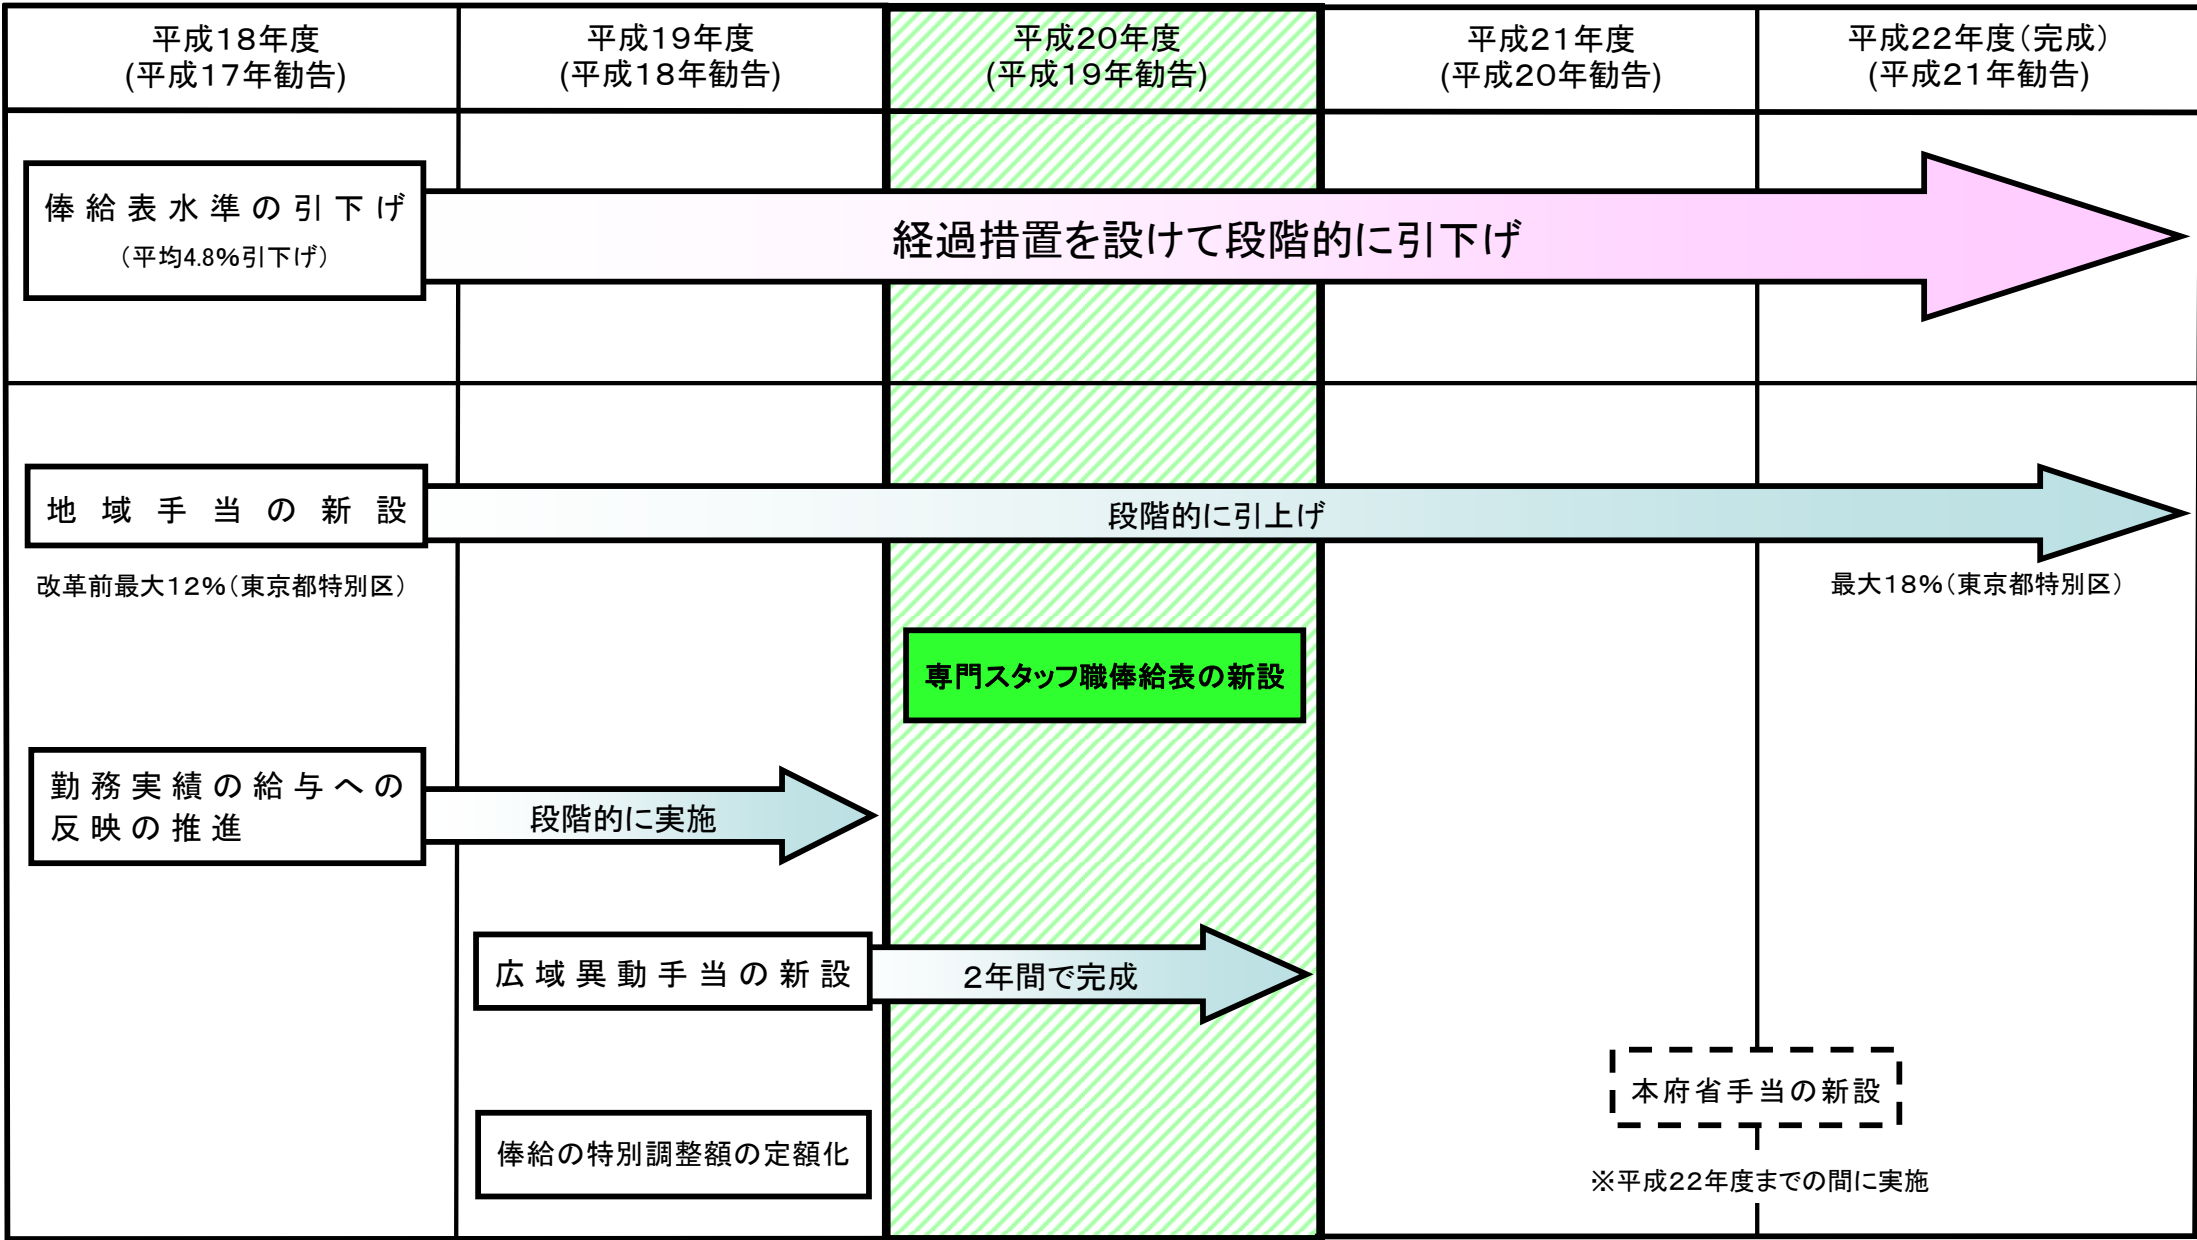 平成18年度
(平成17年勧告)
平成19年度
(平成18年勧告)
平成20年度
(平成19年勧告)
平成21年度
(平成20年勧告)
平成22年度(完成)
(平成21年勧告)
俸給表水準の引下げ
(平均4.8%引下げ)
経過措置を設けて段階的に引下げ
地域手当の新設
段階的に引上げ
改革前最大12%(東京都特別区)
最大18%(東京都特別区)
専門スタッフ職俸給表の新設
勤務実績の給与への
反映の推進
段階的に実施
広域異動手当の新設
2年間で完成
本府省手当の新設
俸給の特別調整額の定額化
※平成22年度までの間に実施